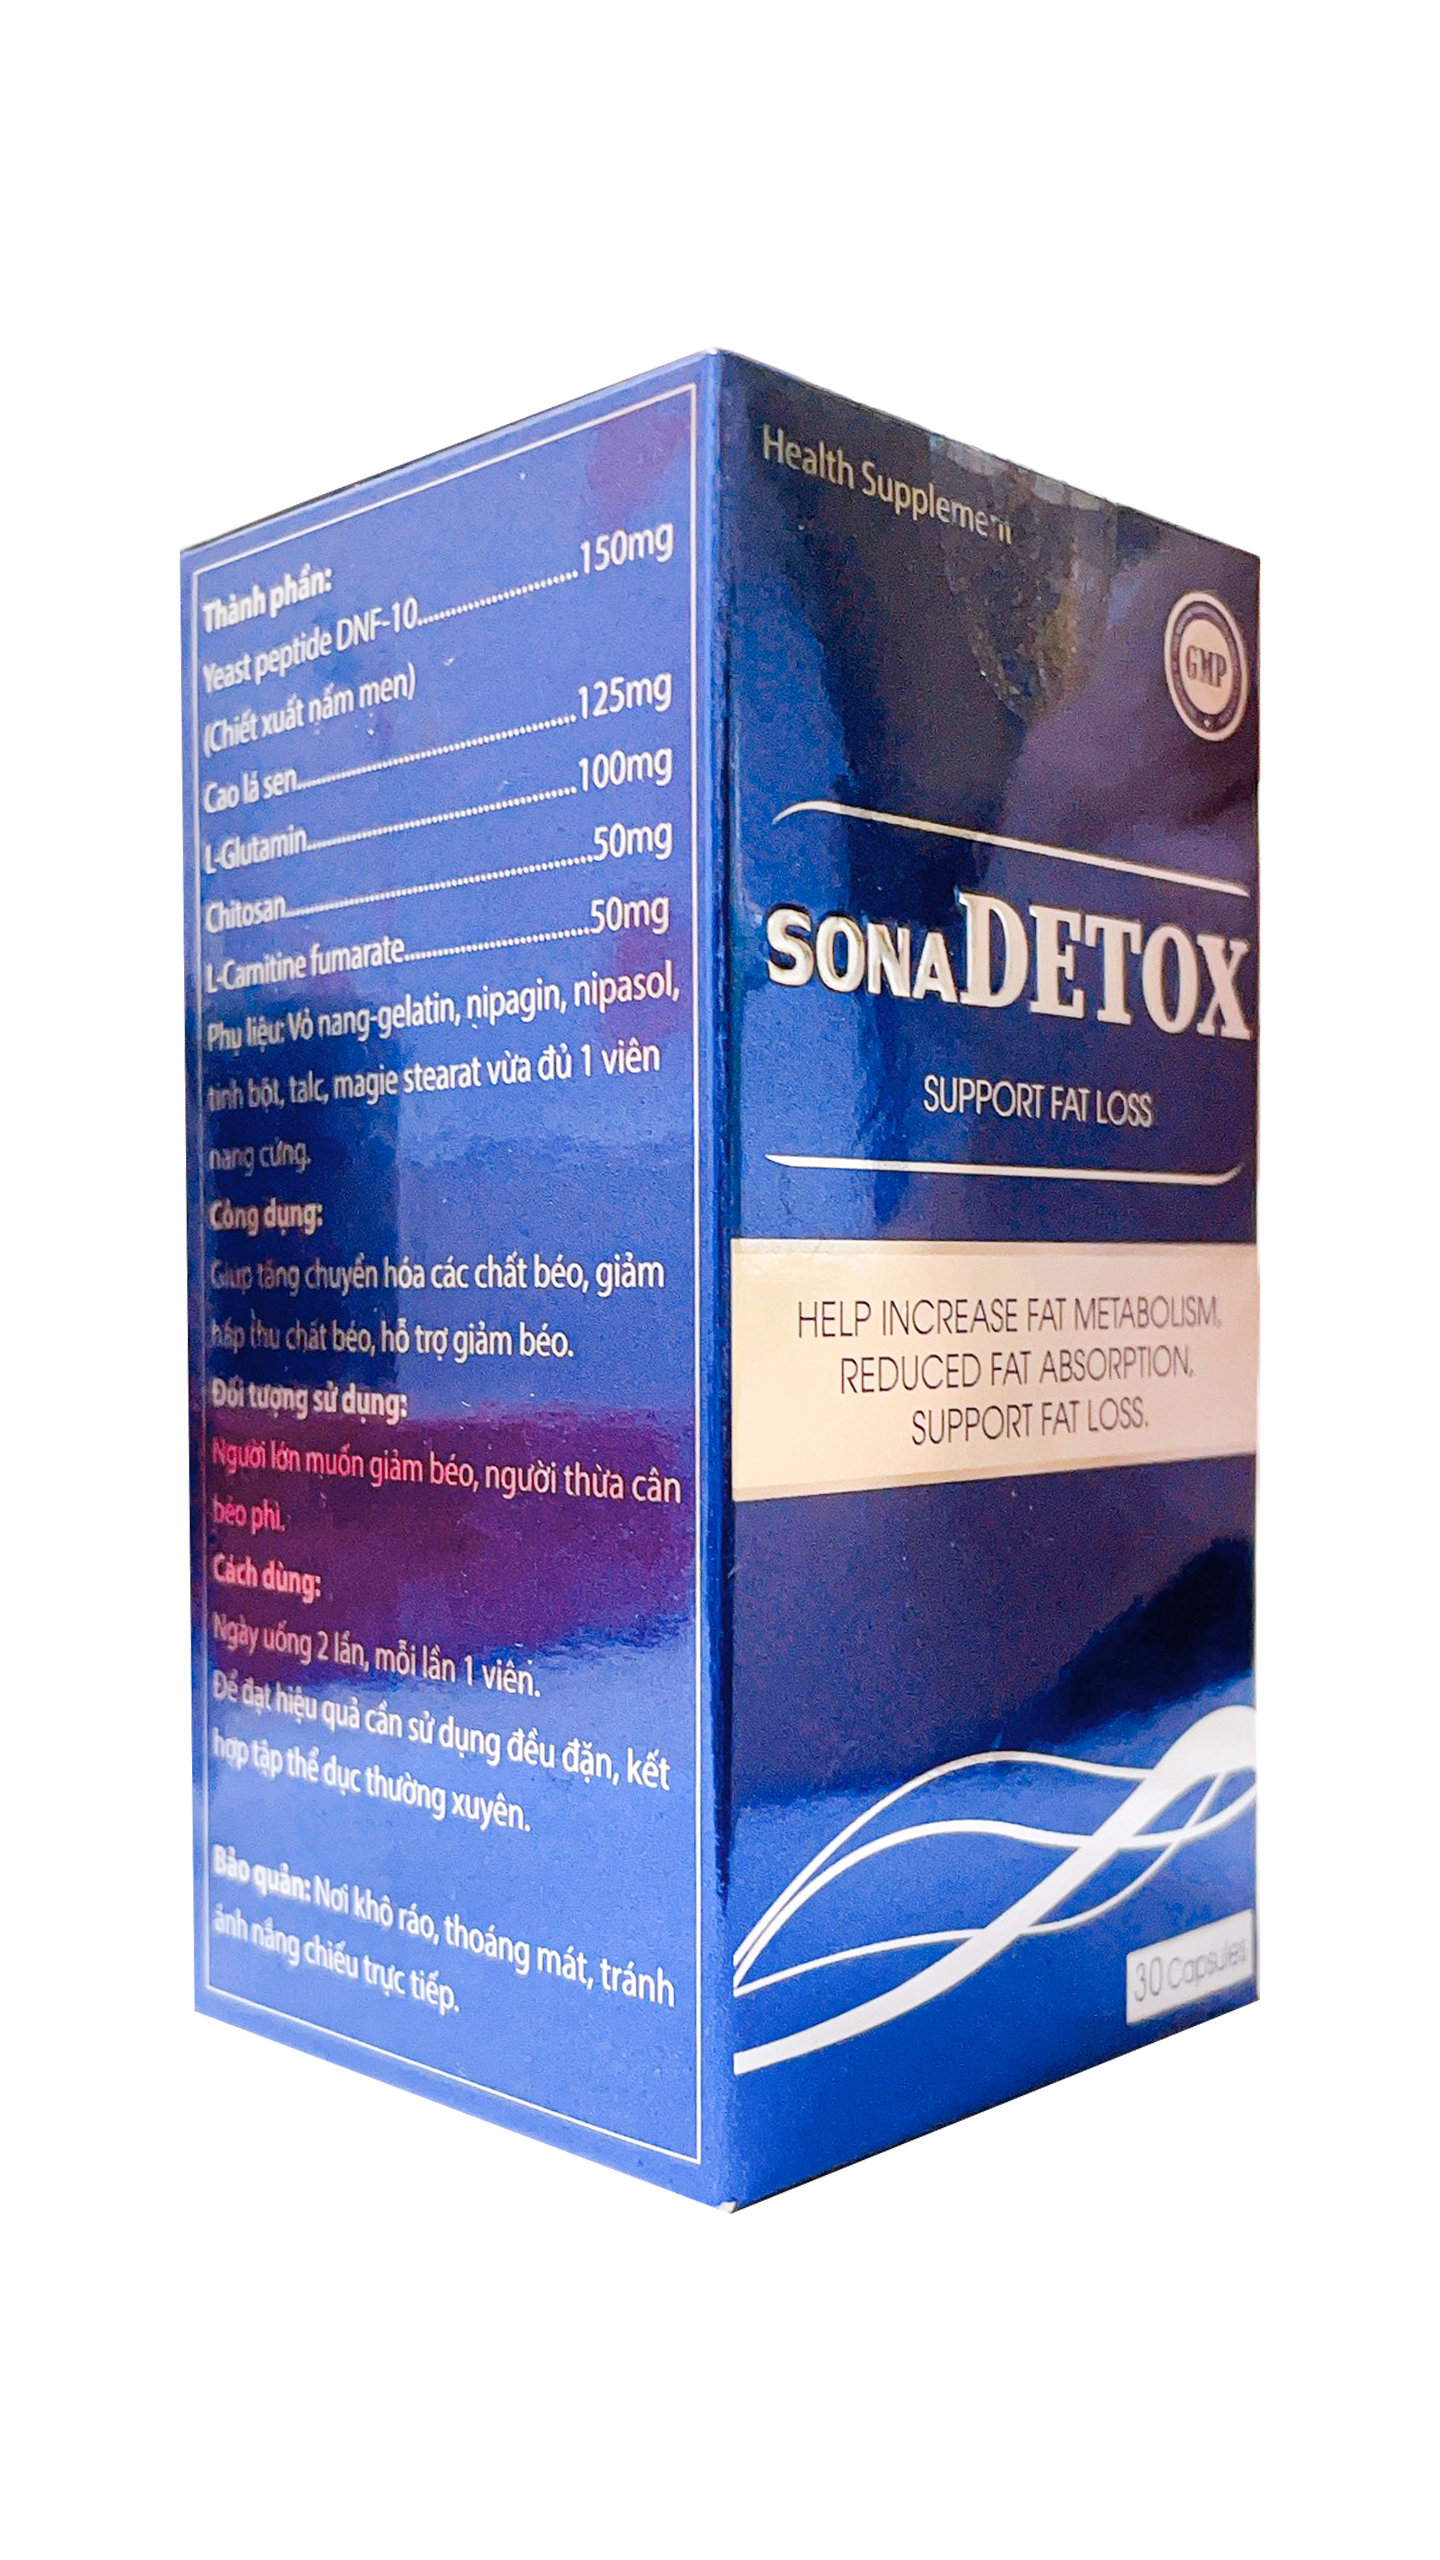 Thành phần:
Yeast peptide DNF-10..............................150mg
(Chiết xuất nấm men)
Cao lá sen..............................125mg
L-Glutamin..............................100mg
Chitosan..............................50mg
L-Carnitine fumarate..............................50mg
Phụ liệu: Vỏ nang-gelatin, nipagin, nipasol,
tinh bột, talc, magie stearat vừa đủ 1 viên
nang cứng.
Công dụng:
Giúp tăng chuyển hóa các chất béo, giảm
hấp thu chất béo, hỗ trợ giảm béo.
Đối tượng sử dụng:
Người lớn muốn giảm béo, người thừa cân
béo phì.
Cách dùng:
Ngày uống 2 lần, mỗi lần 1 viên.
Để đạt hiệu quả cần sử dụng đều đặn, kết
hợp tập thể dục thường xuyên.
Bảo quản: Nơi khô ráo, thoáng mát, tránh
ánh nắng chiếu trực tiếp.
Health Supplement
GMP
SONADETOX
SUPPORT FAT LOSS
HELP INCREASE FAT METABOLISM,
REDUCED FAT ABSORPTION,
SUPPORT FAT LOSS.
30 Capsules